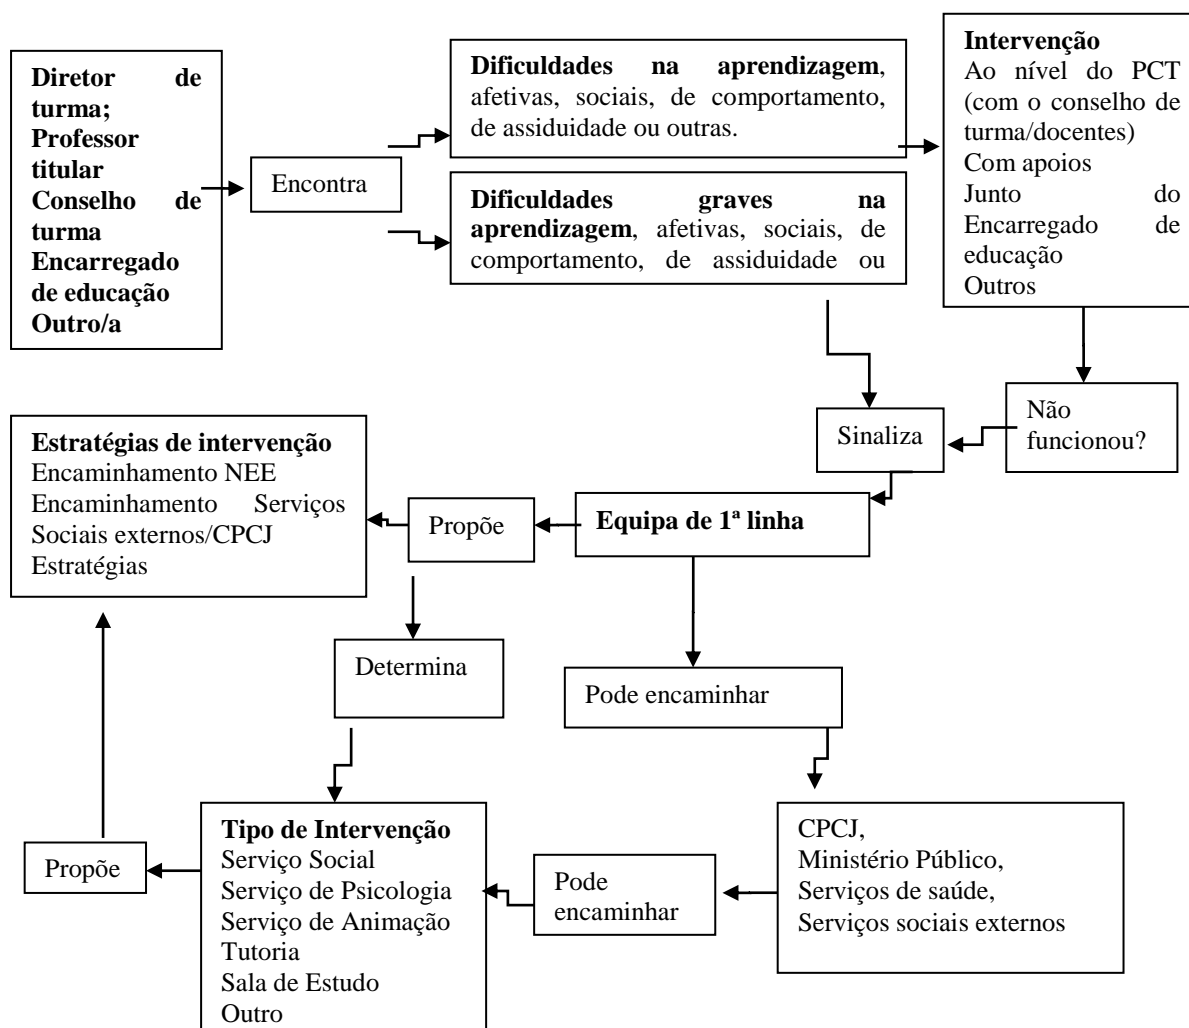 Diretor de
turma;
Professor
titular
Conselho de
turma
Encarregado
de educação
Outro/a
Encontra
Dificuldades na aprendizagem,
afetivas, sociais, de comportamento,
de assiduidade ou outras.
Dificuldades graves na
aprendizagem, afetivas, sociais, de
comportamento, de assiduidade ou
Intervenção
Ao nível do PCT
(com o conselho de
turma/docentes)
Com apoios
Junto do
Encarregado de
educação
Outros
Não
funcionou?
Sinaliza
Equipa de 1ª linha
Propõe
Estratégias de intervenção
Encaminhamento NEE
Encaminhamento Serviços
Sociais externos/CPCJ
Estratégias
Determina
Pode encaminhar
CPCJ,
Ministério Público,
Serviços de saúde,
Serviços sociais externos
Pode
encaminhar
Tipo de Intervenção
Serviço Social
Serviço de Psicologia
Serviço de Animação
Tutoria
Sala de Estudo
Outro
Propõe